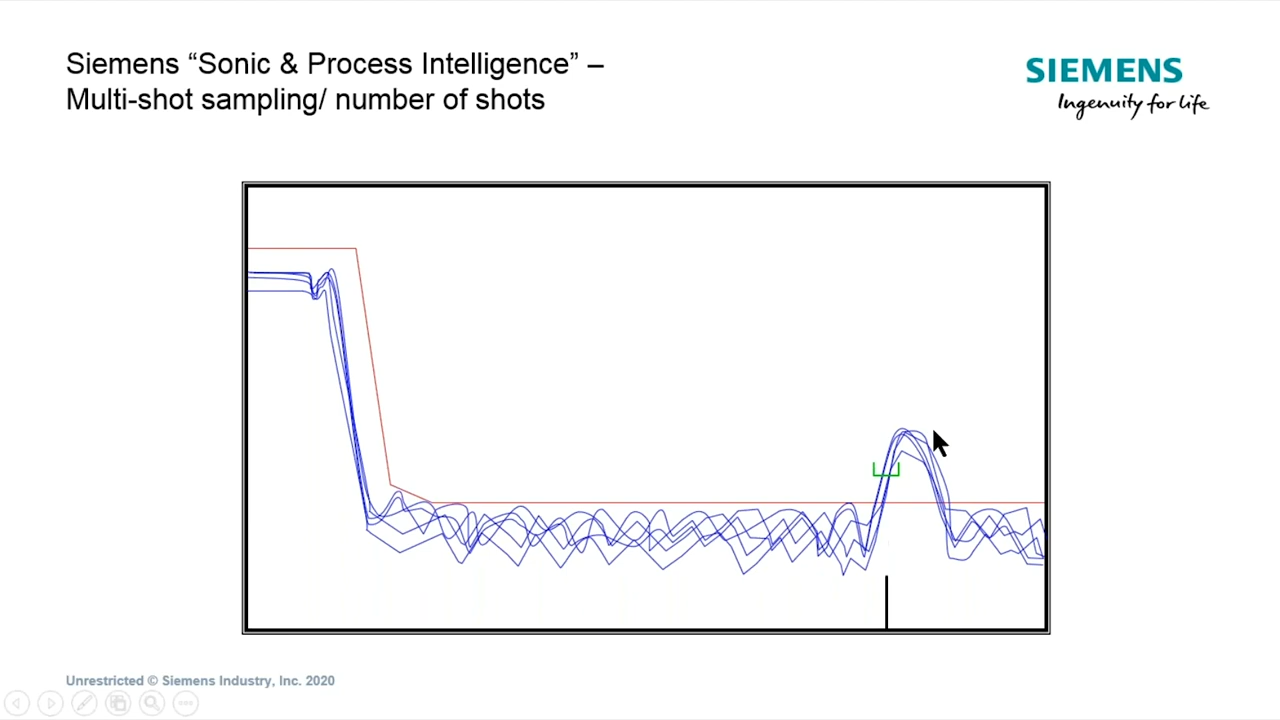 Siemens “Sonic & Process Intelligence” –
Multi-shot sampling/ number of shots
SIEMENS
Ingenuity for life
Unrestricted © Siemens Industry, Inc. 2020